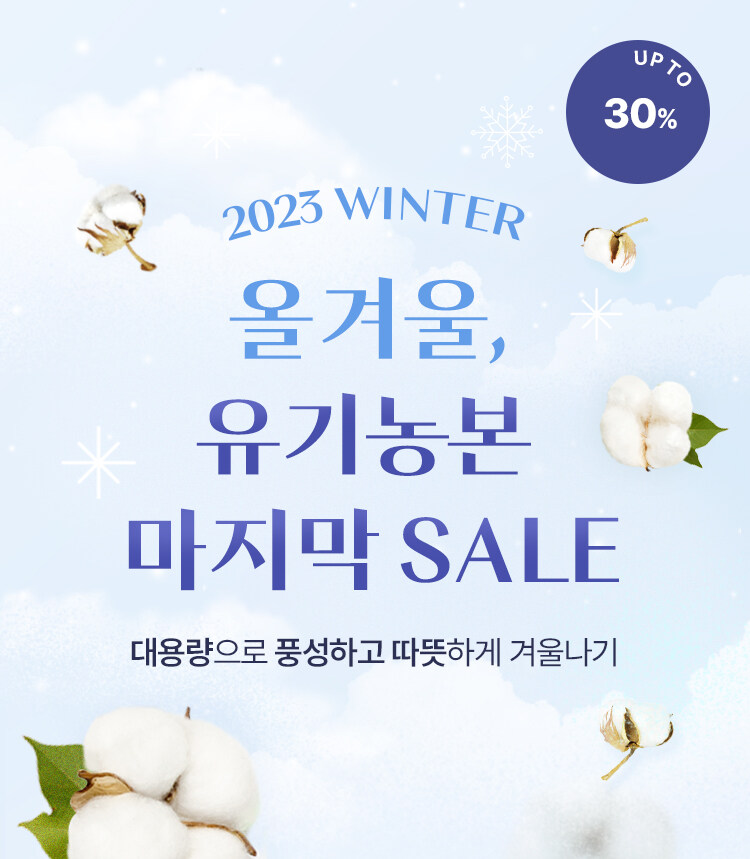 UP TO
30%
2023 WINTER
올겨울,
유기농본
마지막 SALE
대용량으로 풍성하고 따뜻하게 겨울나기